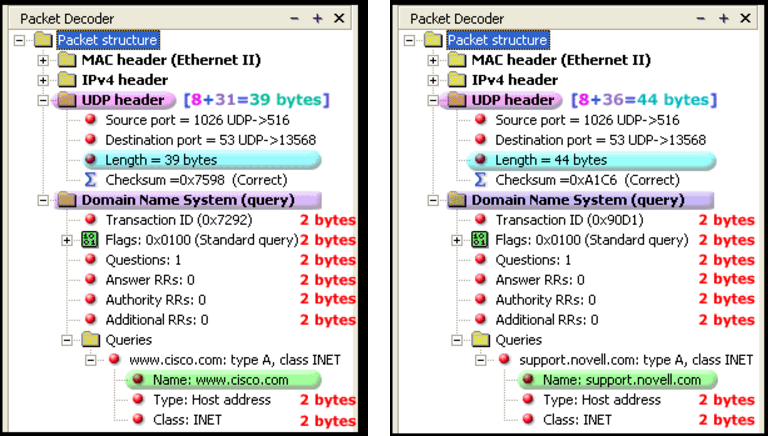 Packet Decoder - + ×
Packet structure
MAC header (Ethernet II)
IPv4 header
UDP header [8+31=39 bytes]
Source port = 1026 UDP->516
Destination port = 53 UDP->13568
Length = 39 bytes
Σ Checksum =0x7598 (Correct)
Domain Name System (query)
Transaction ID (0x7292) 2 bytes
Flags: 0x0100 (Standard query) 2 bytes
Questions: 1 2 bytes
Answer RRs: 0 2 bytes
Authority RRs: 0 2 bytes
Additional RRs: 0 2 bytes
Queries
www.cisco.com: type A, class INET
Name: www.cisco.com
Type: Host address 2 bytes
Class: INET 2 bytes
Packet Decoder - + ×
Packet structure
MAC header (Ethernet II)
IPv4 header
UDP header [8+36=44 bytes]
Source port = 1026 UDP->516
Destination port = 53 UDP->13568
Length = 44 bytes
Σ Checksum =0xA1C6 (Correct)
Domain Name System (query)
Transaction ID (0x90D1) 2 bytes
Flags: 0x0100 (Standard query) 2 bytes
Questions: 1 2 bytes
Answer RRs: 0 2 bytes
Authority RRs: 0 2 bytes
Additional RRs: 0 2 bytes
Queries
support.novell.com: type A, class INET
Name: support.novell.com
Type: Host address 2 bytes
Class: INET 2 bytes